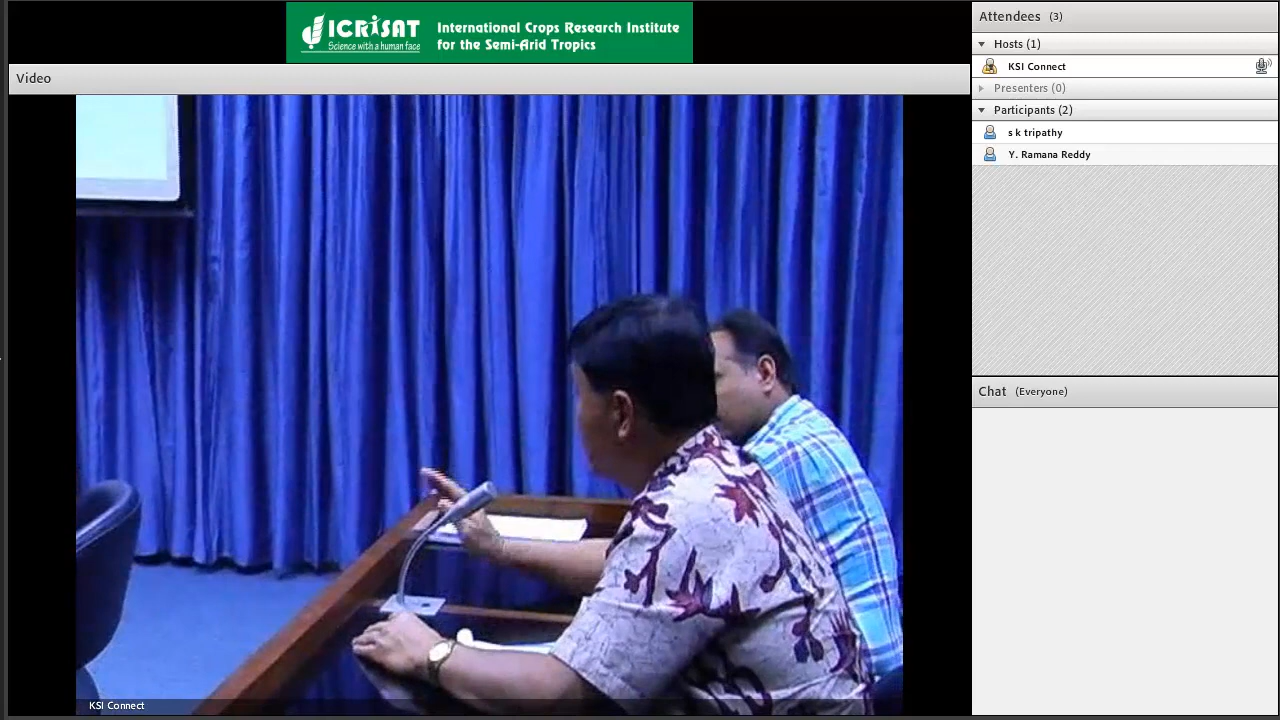 ICRISAT
Science with a human face
International Crops Research Institute
for the Semi-Arid Tropics
Video
KSI Connect
Attendees (3)
Hosts (1)
KSI Connect
Presenters (0)
Participants (2)
s k tripathy
Y. Ramana Reddy
Chat (Everyone)